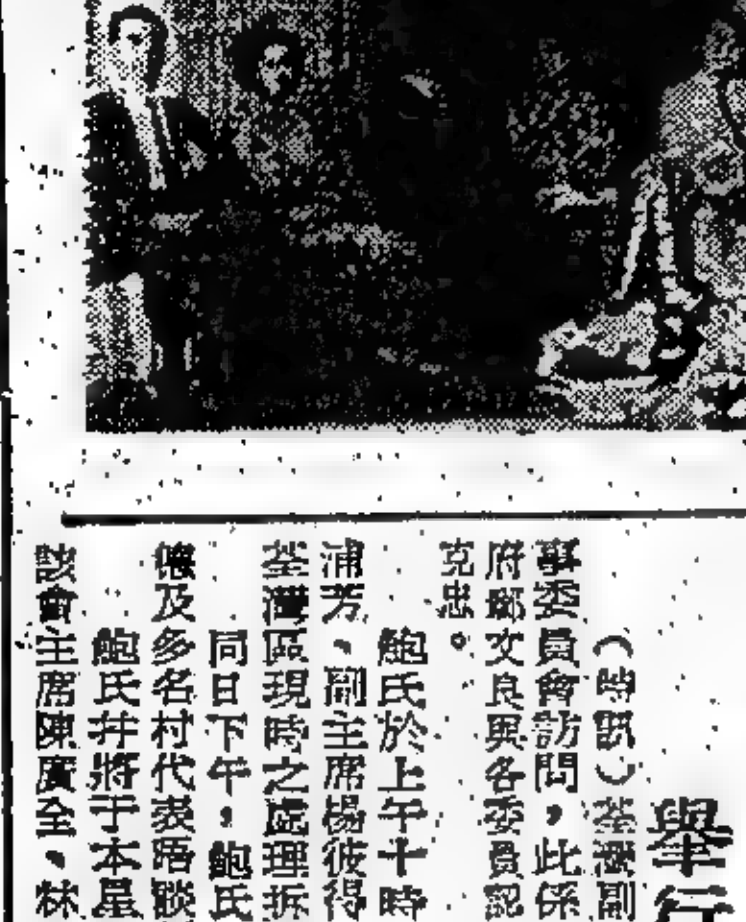 舉行
（時訊）荃灣副
事委員會訪問，此係
府鄭文良與各委員認
克忠。
鮑氏於上午十時
浦芳、副主席楊彼得
荃灣區現時之處理拆
同日下午，鮑氏
及多名村代表晤談
鮑氏并將于本星
該會主席陳廣全、林